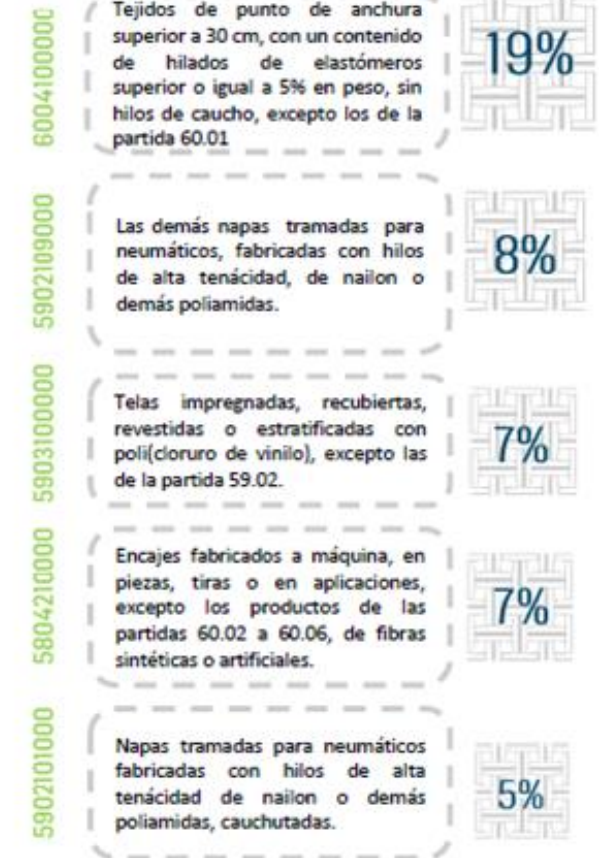 6004100000
Tejidos de punto de anchura
superior a 30 cm, con un contenido
de hilados de elastómeros
superior o igual a 5% en peso, sin
hilos de caucho, excepto los de la
partida 60.01
19%
5902109000
Las demás napas tramadas para
neumáticos, fabricadas con hilos
de alta tenácidad, de nailon o
demás poliamidas.
8%
5903100000
Telas impregnadas, recubiertas,
revestidas o estratificadas con
poli(cloruro de vinilo), excepto las
de la partida 59.02.
7%
5804210000
Encajes fabricados a máquina, en
piezas, tiras o en aplicaciones,
excepto los productos de las
partidas 60.02 a 60.06, de fibras
sintéticas o artificiales.
7%
5902101000
Napas tramadas para neumáticos
fabricadas con hilos de alta
tenácidad de nailon o demás
poliamidas, cauchutadas.
5%